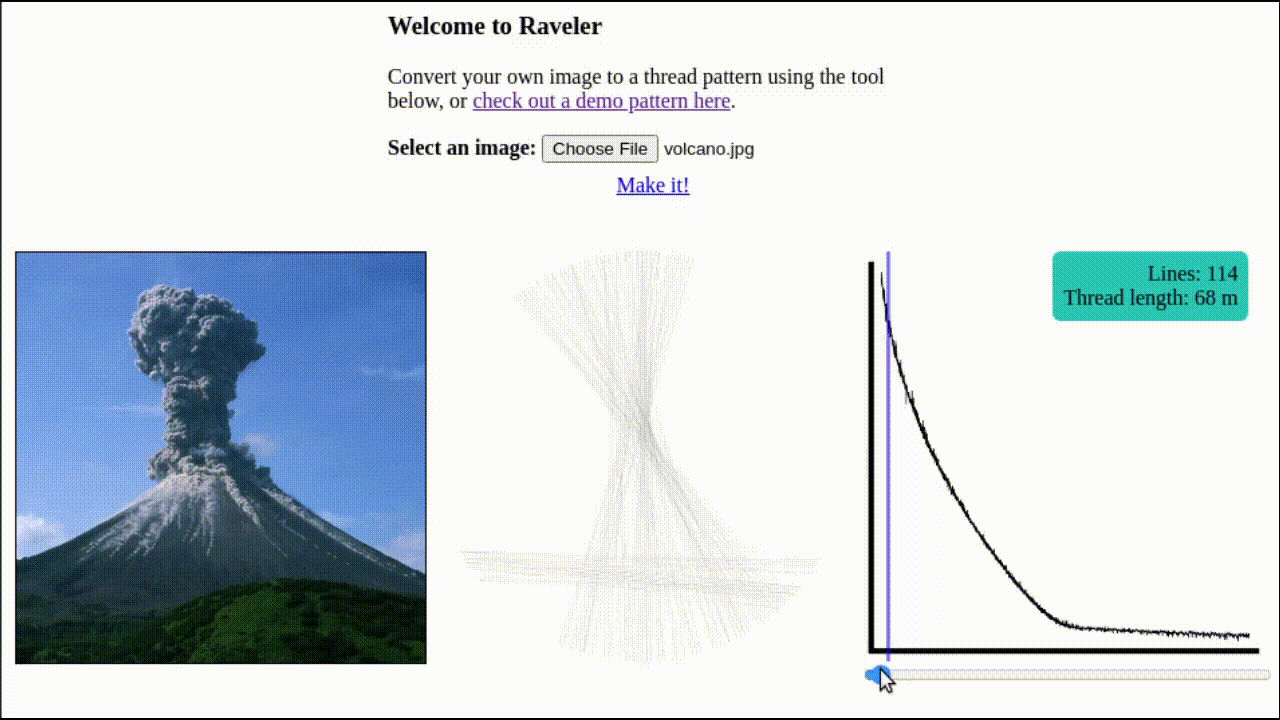 Welcome to Raveler
Convert your own image to a thread pattern using the tool
below, or check out a demo pattern here.
Select an image: Choose File volcano.jpg
Make it!
Lines: 114
Thread length: 68 m